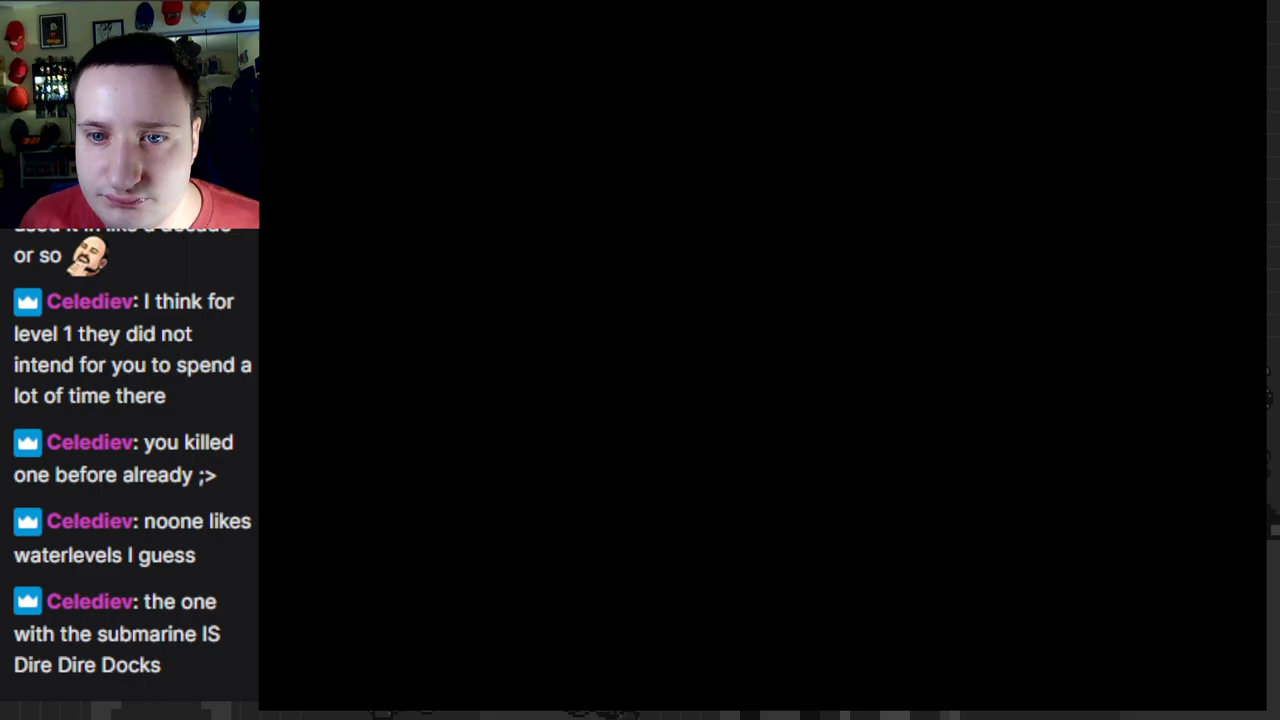 or so
Celediev: I think for
level 1 they did not
intend for you to spend a
lot of time there
Celediev: you killed
one before already ;>
Celediev: noone likes
waterlevels I guess
Celediev: the one
with the submarine IS
Dire Dire Docks